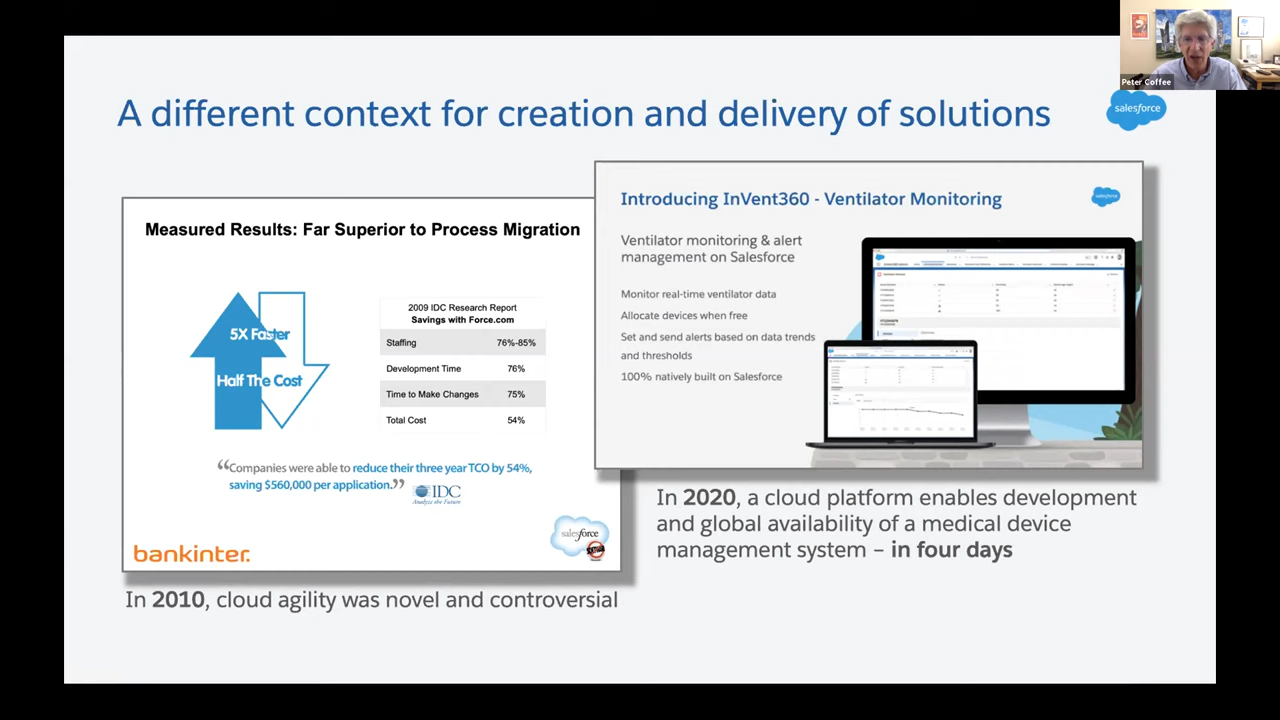 Peter Coffee
A different context for creation and delivery of solutions
salesforce
Measured Results: Far Superior to Process Migration
5X Faster
Half The Cost
2009 IDC Research Report
Savings with Force.com
Staffing 76%-85%
Development Time 76%
Time to Make Changes 75%
Total Cost 54%
“Companies were able to reduce their three year TCO by 54%,
saving $560,000 per application.”
IDC
Analyze the Future
bankinter.
salesforce
In 2010, cloud agility was novel and controversial
Introducing InVent360 - Ventilator Monitoring
salesforce
Ventilator monitoring & alert
management on Salesforce
Monitor real-time ventilator data
Allocate devices when free
Set and send alerts based on data trends
and thresholds
100% natively built on Salesforce
In 2020, a cloud platform enables development
and global availability of a medical device
management system – in four days